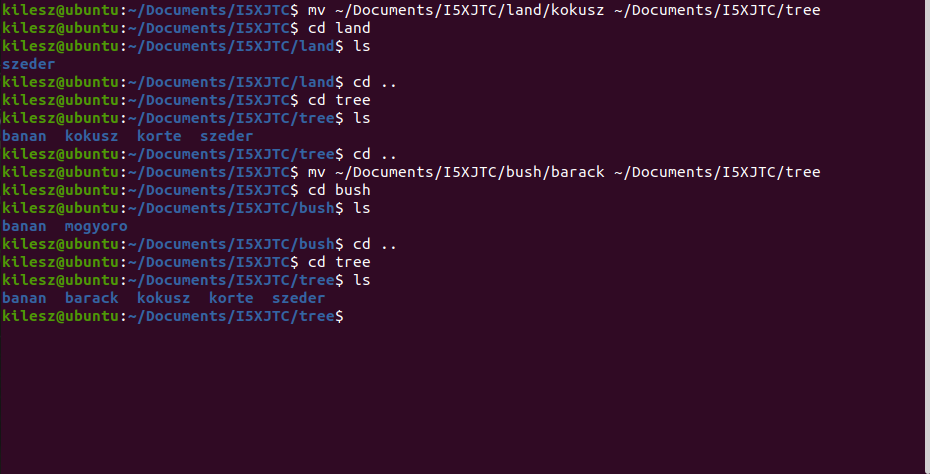 kilesz@ubuntu:~/Documents/I5XJTC$ mv ~/Documents/I5XJTC/land/kokusz ~/Documents/I5XJTC/tree
kilesz@ubuntu:~/Documents/I5XJTC$ cd land
kilesz@ubuntu:~/Documents/I5XJTC/land$ ls
szeder
kilesz@ubuntu:~/Documents/I5XJTC/land$ cd ..
kilesz@ubuntu:~/Documents/I5XJTC$ cd tree
kilesz@ubuntu:~/Documents/I5XJTC/tree$ ls
banan  kokusz  korte  szeder
kilesz@ubuntu:~/Documents/I5XJTC/tree$ cd ..
kilesz@ubuntu:~/Documents/I5XJTC$ mv ~/Documents/I5XJTC/bush/barack ~/Documents/I5XJTC/tree
kilesz@ubuntu:~/Documents/I5XJTC$ cd bush
kilesz@ubuntu:~/Documents/I5XJTC/bush$ ls
banan  mogyoro
kilesz@ubuntu:~/Documents/I5XJTC/bush$ cd ..
kilesz@ubuntu:~/Documents/I5XJTC$ cd tree
kilesz@ubuntu:~/Documents/I5XJTC/tree$ ls
banan  barack  kokusz  korte  szeder
kilesz@ubuntu:~/Documents/I5XJTC/tree$